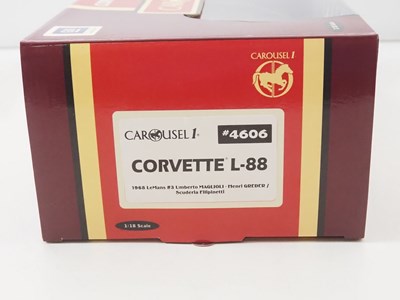 CAROUSEL 1
CAROUSEL 1®
#4606
CORVETTE L-88
1968 LeMans #3 Umberto MAGLIOLI - Henri GREDER /
Scuderia Filipinetti
1/18 Scale